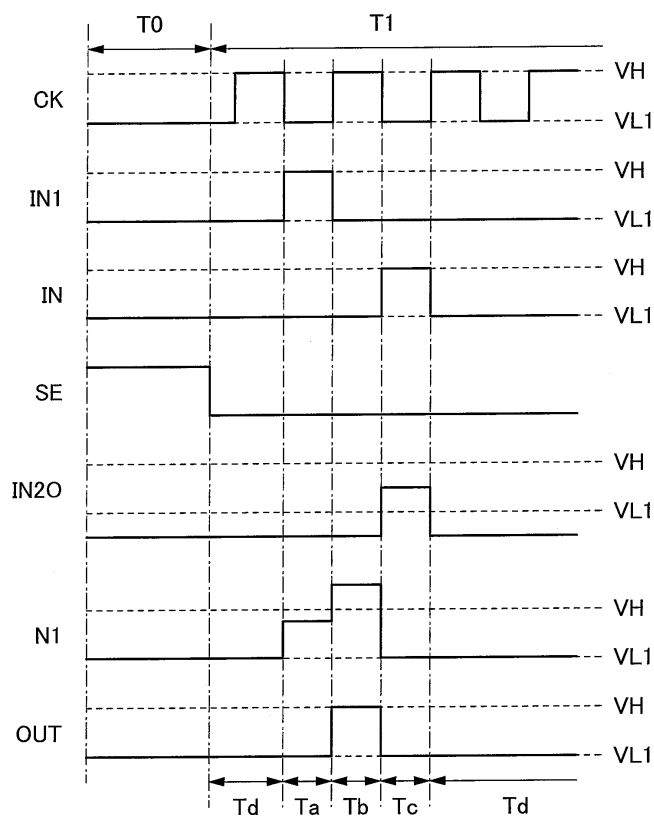 T0 T1
CK VH
VL1
IN1 VH
VL1
IN VH
VL1
SE
IN2O VH
VL1
N1 VH
VL1
OUT VH
VL1
Td Ta Tb Tc Td